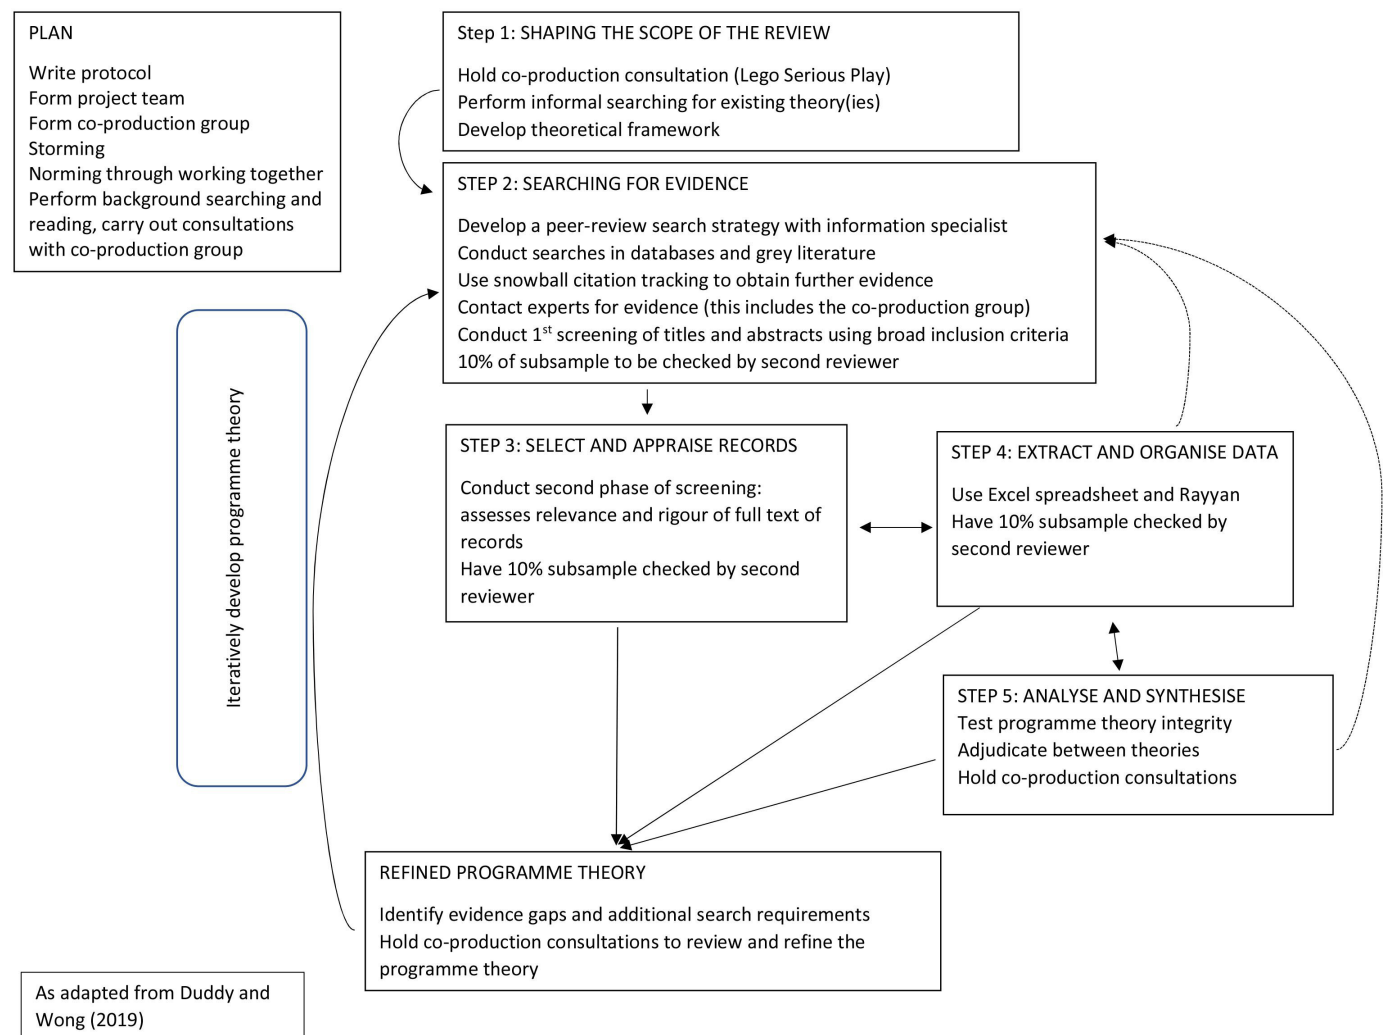 PLAN
Write protocol
Form project team
Form co-production group
Storming
Norming through working together
Perform background searching and
reading, carry out consultations
with co-production group
Step 1: SHAPING THE SCOPE OF THE REVIEW
Hold co-production consultation (Lego Serious Play)
Perform informal searching for existing theory(ies)
Develop theoretical framework
STEP 2: SEARCHING FOR EVIDENCE
Develop a peer-review search strategy with information specialist
Conduct searches in databases and grey literature
Use snowball citation tracking to obtain further evidence
Contact experts for evidence (this includes the co-production group)
Conduct 1st screening of titles and abstracts using broad inclusion criteria
10% of subsample to be checked by second reviewer
Iteratively develop programme theory
STEP 3: SELECT AND APPRAISE RECORDS
Conduct second phase of screening:
assesses relevance and rigour of full text of
records
Have 10% subsample checked by second
reviewer
STEP 4: EXTRACT AND ORGANISE DATA
Use Excel spreadsheet and Rayyan
Have 10% subsample checked by
second reviewer
STEP 5: ANALYSE AND SYNTHESISE
Test programme theory integrity
Adjudicate between theories
Hold co-production consultations
REFINED PROGRAMME THEORY
Identify evidence gaps and additional search requirements
Hold co-production consultations to review and refine the
programme theory
As adapted from Duddy and
Wong (2019)